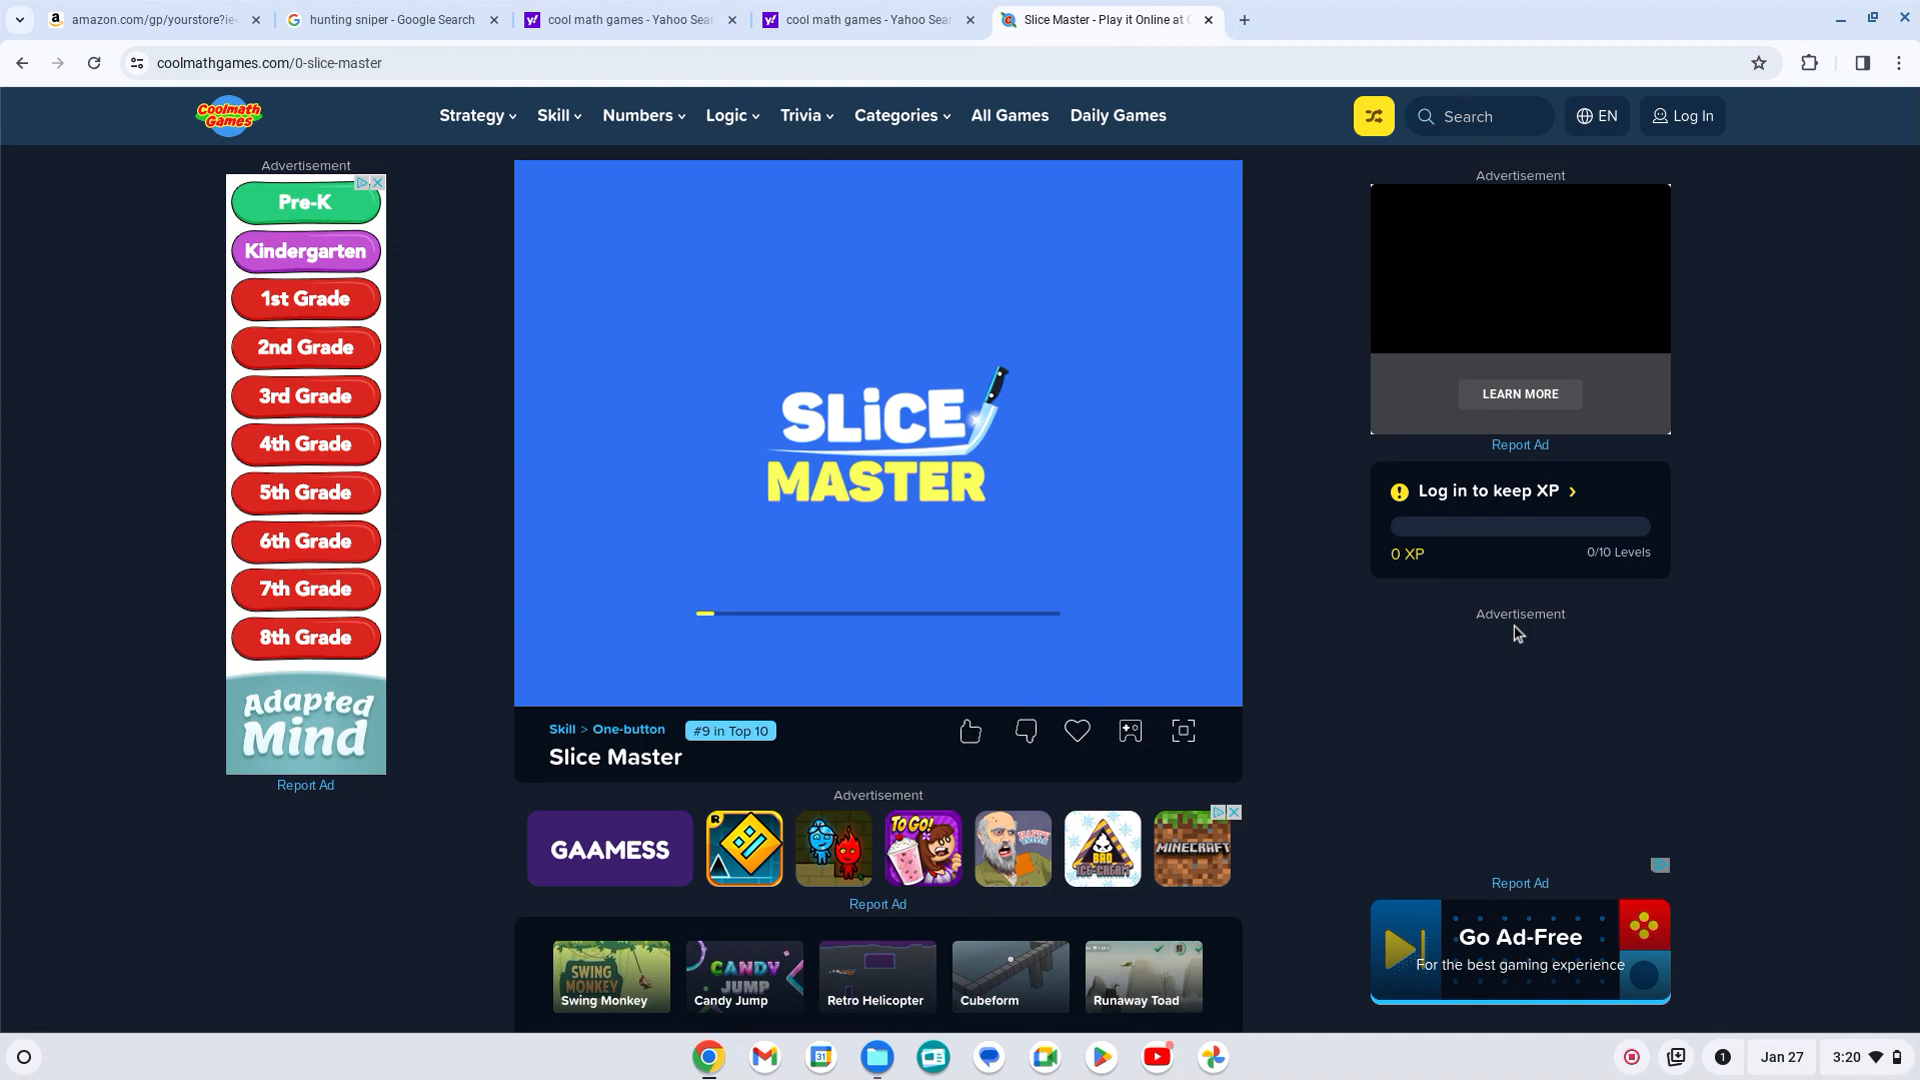 amazon.com/gp/yourstore?ie=
hunting sniper - Google Search
cool math games - Yahoo Sear
cool math games - Yahoo Sear
Slice Master - Play it Online at C
coolmathgames.com/0-slice-master
Coolmath Games
Strategy
Skill
Numbers
Logic
Trivia
Categories
All Games
Daily Games
Search
EN
Log In
Advertisement
Pre-K
Kindergarten
1st Grade
2nd Grade
3rd Grade
4th Grade
5th Grade
6th Grade
7th Grade
8th Grade
Adapted
Mind
Report Ad
SLiCE
MASTER
Skill > One-button
#9 in Top 10
Slice Master
Advertisement
GAAMESS
TO GO!
HAPPY
BAD
ICE-CREAM
MINECRAFT
Report Ad
SWING
MONKEY
Swing Monkey
CANDY
JUMP
Candy Jump
Retro Helicopter
Cubeform
Runaway Toad
Advertisement
LEARN MORE
Report Ad
Log in to keep XP >
0 XP
0/10 Levels
Advertisement
Report Ad
Go Ad-Free
For the best gaming experience
31
1
Jan 27
3:20